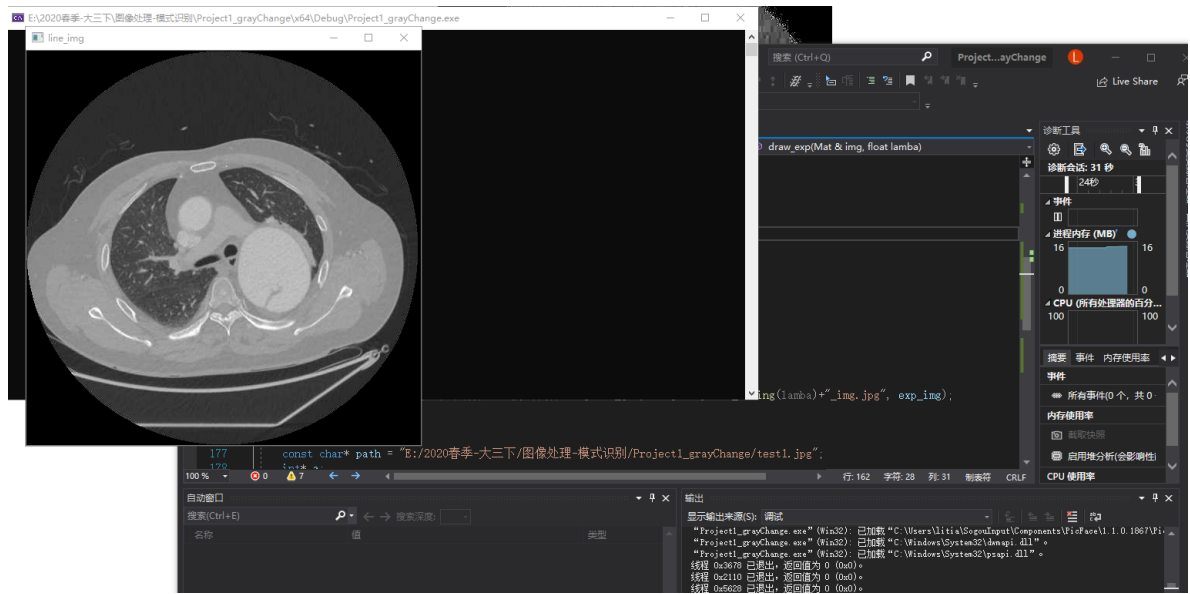 E:\2020春季-大三下\图像处理-模式识别\Project1_grayChange\x64\Debug\Project1_grayChange.exe
line_img
搜索 (Ctrl+Q)
Project...ayChange
L
Live Share
draw_exp(Mat & img, float lamba)
诊断工具
诊断会话: 31 秒
24秒
事件
进程内存 (MB)
16
16
0
0
CPU (所有处理器的百分...
100
100
摘要
事件
内存使用率
事件
所有事件(0 个，共 0
内存使用率
截取快照
启用堆分析(会影响性
CPU 使用率
ing(lamba)+"_img.jpg", exp_img);
177
const char* path = "E:/2020春季-大三下/图像处理-模式识别/Project1_grayChange/test1.jpg";
178
100 %
0
7
行: 162
字符: 28
列: 31
制表符
CRLF
自动窗口
搜索(Ctrl+E)
搜索深度:
名称
值
类型
输出
显示输出来源(S):
调试
“Project1_grayChange.exe”(Win32): 已加载“C:\Users\litia\SogouInput\Components\PicFace\1.1.0.1867\Pi
“Project1_grayChange.exe”(Win32): 已加载“C:\Windows\System32\dwmapi.dll”。
“Project1_grayChange.exe”(Win32): 已加载“C:\Windows\System32\psapi.dll”。
线程 0x3678 已退出，返回值为 0 (0x0)。
线程 0x2110 已退出，返回值为 0 (0x0)。
线程 0x5628 已退出，返回值为 0 (0x0)。